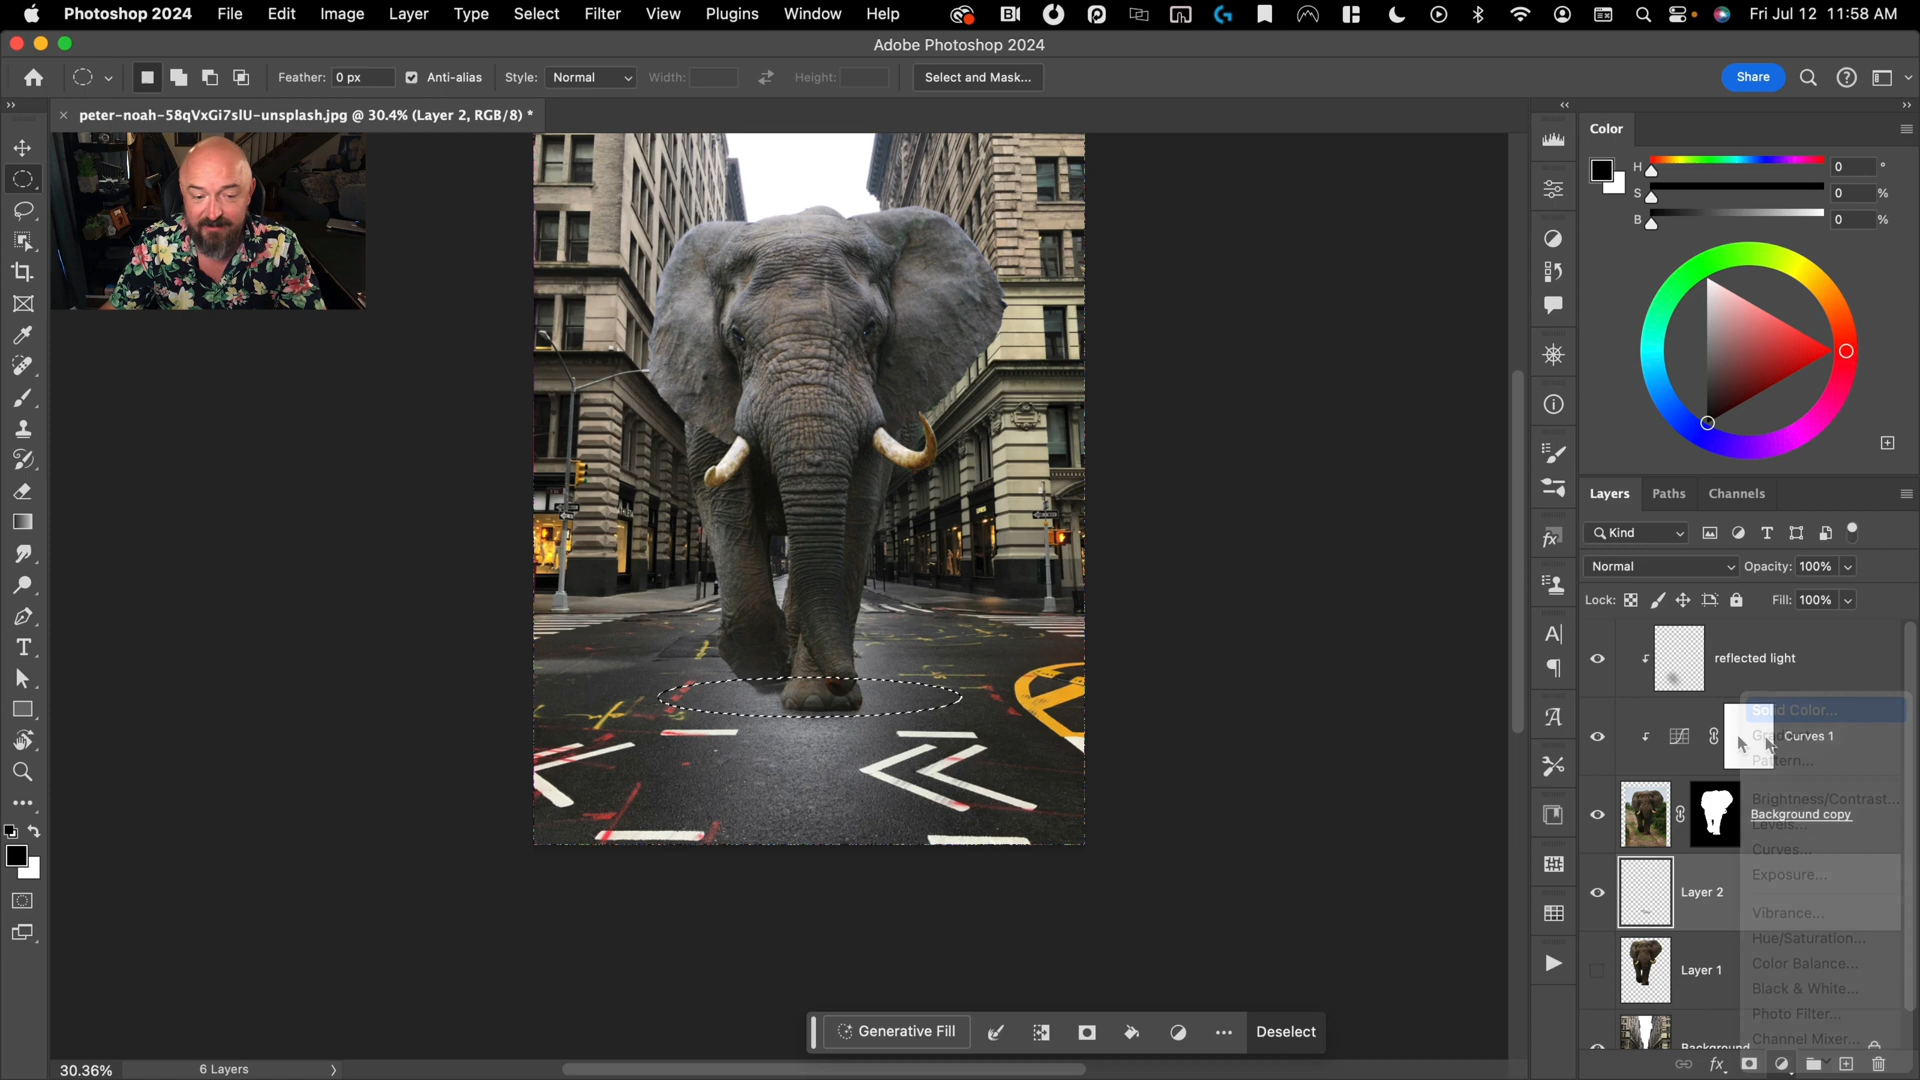 Photoshop 2024 File Edit Image Layer Type Select Filter View Plugins Window Help Fri Jul 12 11:58 AM
Adobe Photoshop 2024
Feather: 0 px Anti-alias Style: Normal Width: Height: Select and Mask... Share
peter-noah-58qVxGi7slU-unsplash.jpg @ 30.4% (Layer 2, RGB/8) *
Color
H 0 °
S 0 %
B 0 %
Layers Paths Channels
Kind
Normal Opacity: 100%
Lock: Fill: 100%
reflected light
Solid Color...
Curves 1
Pattern...
Brightness/Contrast...
Background copy
Levels...
Curves...
Exposure...
Layer 2
Vibrance...
Hue/Saturation...
Color Balance...
Layer 1
Black & White...
Photo Filter...
Channel Mixer...
Background
Generative Fill Deselect
30.36% 6 Layers